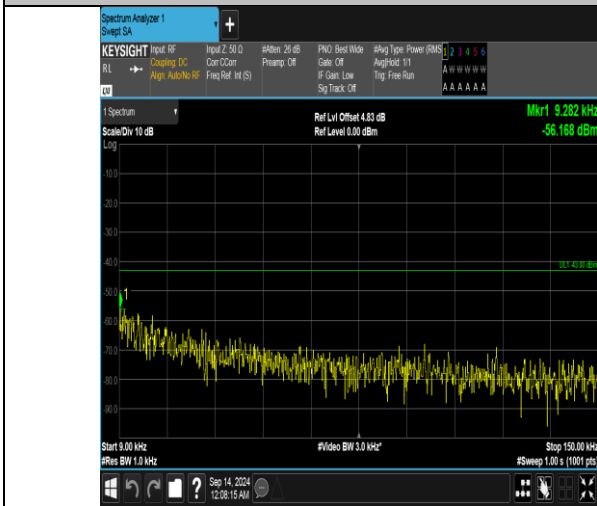 Spectrum Analyzer 1
Swept SA
+
KEYSIGHT
RL
Input: RF
Coupling: DC
Align: Auto/No RF
Input Z: 50 Ω
Corr CCorr
Freq Ref: Int (S)
#Atten: 26 dB
Preamp: Off
PNO: Best Wide
Gate: Off
IF Gain: Low
Sig Track: Off
#Avg Type: Power (RMS
Avg|Hold: 1/1
Trig: Free Run
1 2 3 4 5 6
A W W W W W
A A A A A A
1 Spectrum
Scale/Div 10 dB
Ref Lvl Offset 4.83 dB
Ref Level 0.00 dBm
Mkr1 9.282 kHz
-56.168 dBm
Log
-10.0
-20.0
-30.0
-40.0
DL1 -43.00 dBm
-50.0
1
-60.0
-70.0
-80.0
-90.0
Start 9.00 kHz
#Res BW 1.0 kHz
#Video BW 3.0 kHz*
Stop 150.00 kHz
#Sweep 1.00 s (1001 pts)
?
Sep 14, 2024
12:08:15 AM